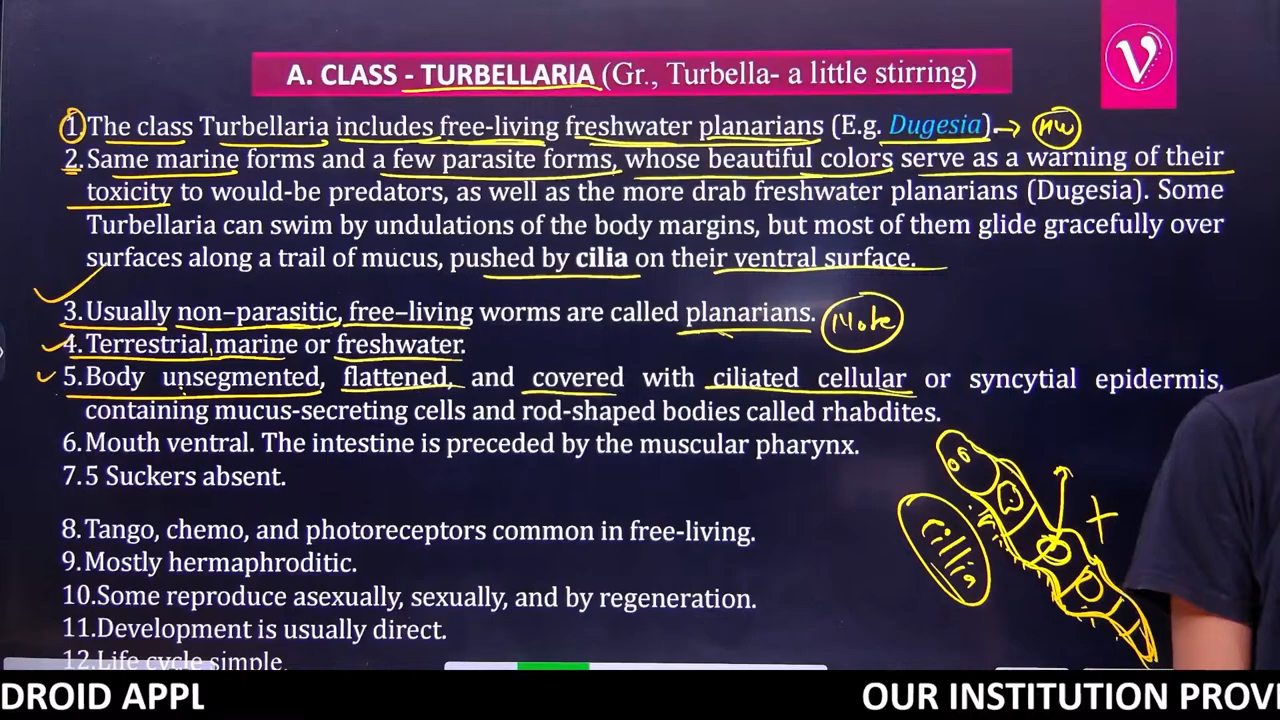 A. CLASS - TURBELLARIA (Gr., Turbella- a little stirring)
V
1. The class Turbellaria includes free-living freshwater planarians (E.g. Dugesia). → HW
2. Same marine forms and a few parasite forms, whose beautiful colors serve as a warning of their
toxicity to would-be predators, as well as the more drab freshwater planarians (Dugesia). Some
Turbellaria can swim by undulations of the body margins, but most of them glide gracefully over
surfaces along a trail of mucus, pushed by cilia on their ventral surface.
3. Usually non–parasitic, free–living worms are called planarians. Note
4. Terrestrial, marine or freshwater.
5. Body unsegmented, flattened, and covered with ciliated cellular or syncytial epidermis,
containing mucus-secreting cells and rod-shaped bodies called rhabdites.
6. Mouth ventral. The intestine is preceded by the muscular pharynx.
7.5 Suckers absent.
cillia
8. Tango, chemo, and photoreceptors common in free-living.
9. Mostly hermaphroditic.
10. Some reproduce asexually, sexually, and by regeneration.
11. Development is usually direct.
12. Life cycle simple.
DROID APPL
OUR INSTITUTION PROVI